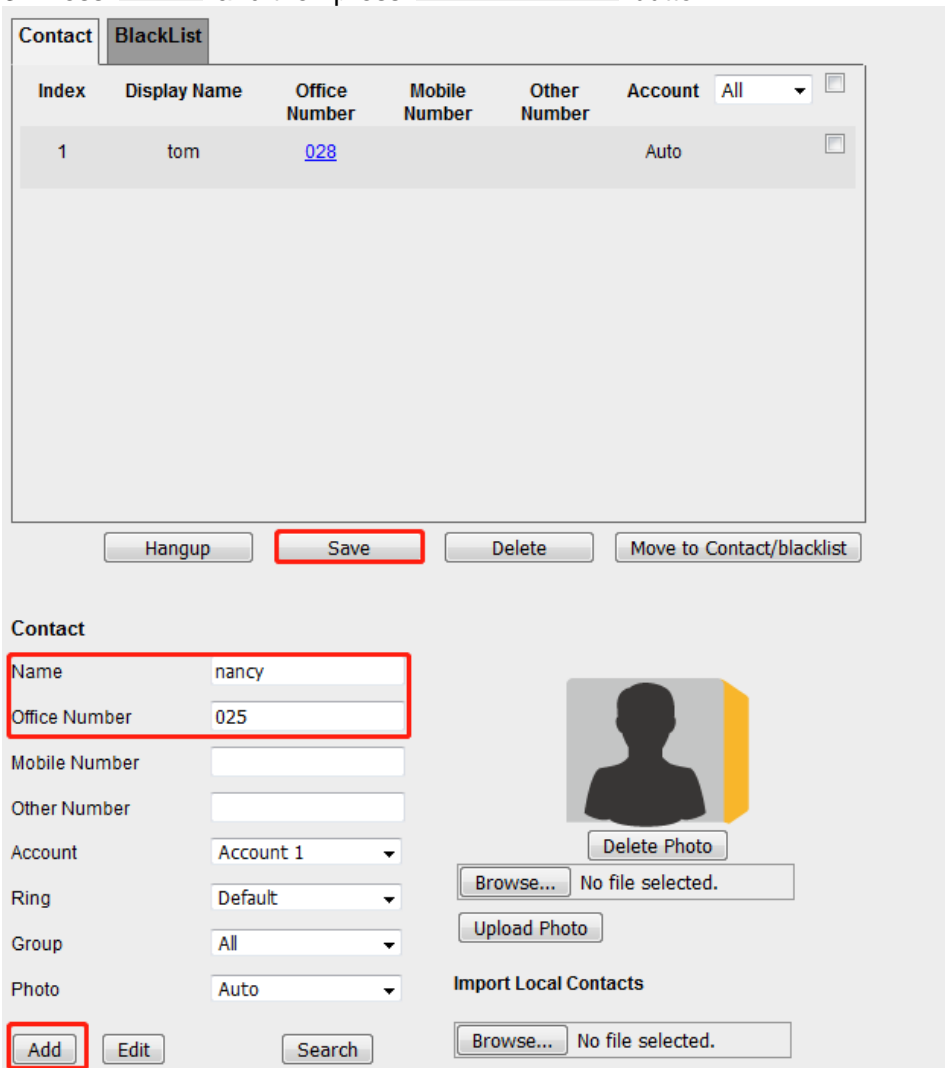 Contact BlackList
Index Display Name Office Number Mobile Number Other Number Account All
1 tom 028 Auto
Hangup Save Delete Move to Contact/blacklist
Contact
Name nancy
Office Number 025
Mobile Number
Other Number
Account Account 1
Ring Default
Group All
Photo Auto
Add Edit Search
Delete Photo
Browse... No file selected.
Upload Photo
Import Local Contacts
Browse... No file selected.